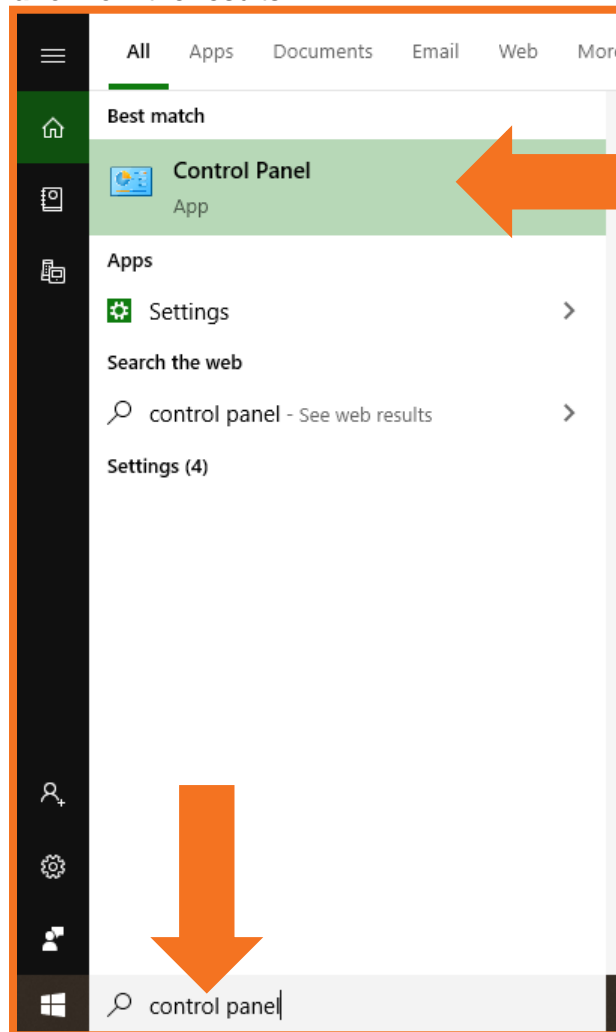 All Apps Documents Email Web More
Best match
Control Panel
App
Apps
Settings
Search the web
control panel - See web results
Settings (4)
control panel